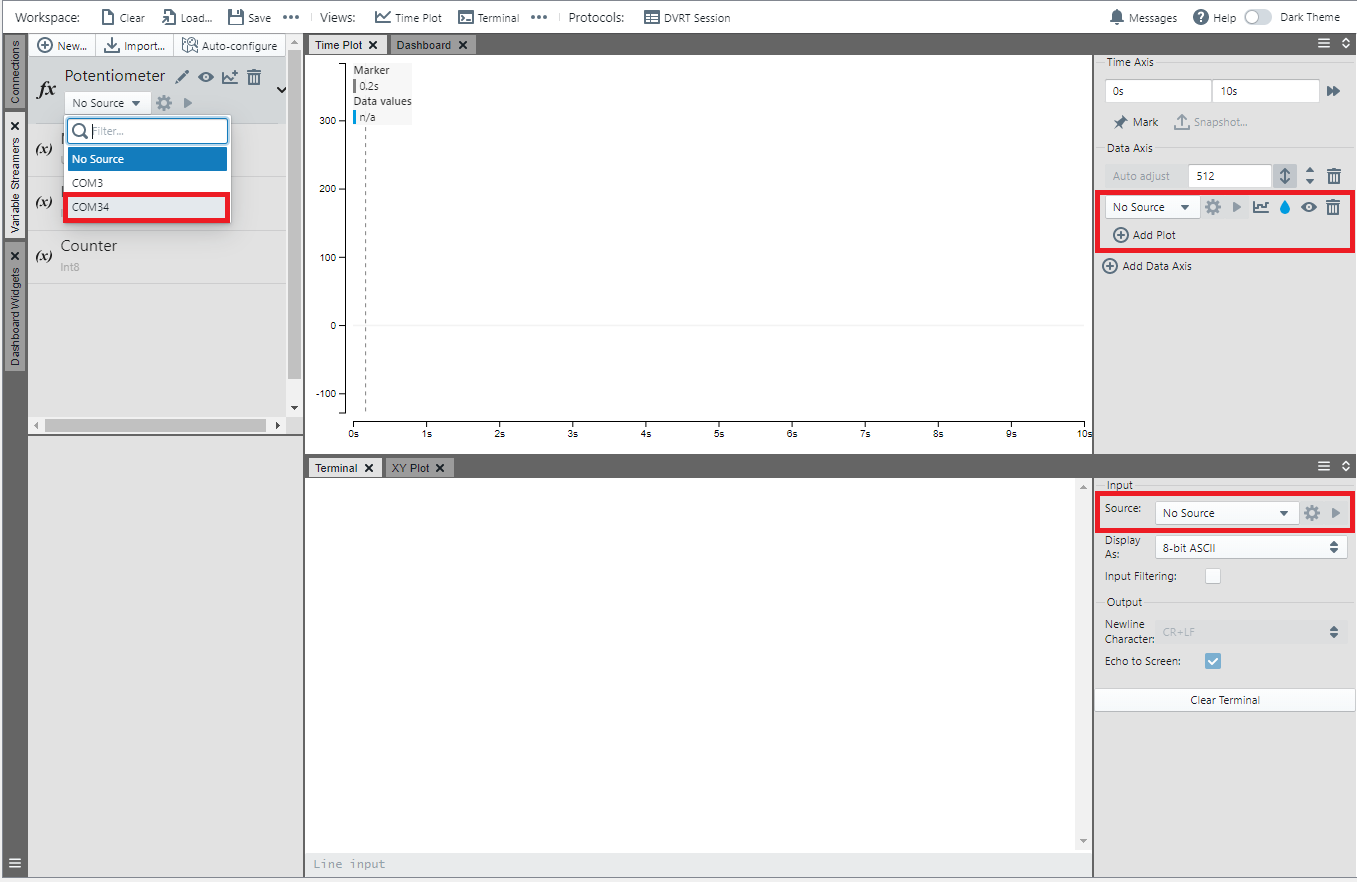 Workspace: Clear Load... Save ••• Views: Time Plot Terminal ••• Protocols: DVRT Session Messages Help Dark Theme
Connections
Variable Streamers
Dashboard Widgets
New... Import... Auto-configure
fx Potentiometer
No Source
Filter...
No Source
COM3
COM34
(x)
(x)
(x) Counter
Int8
Time Plot Dashboard
Marker
0.2s
Data values
n/a
300
200
100
0
-100
0s 1s 2s 3s 4s 5s 6s 7s 8s 9s 10s
Time Axis
0s 10s
Mark Snapshot...
Data Axis
Auto adjust 512
No Source
Add Plot
Add Data Axis
Terminal XY Plot
Line input
Input
Source: No Source
Display
As: 8-bit ASCII
Input Filtering:
Output
Newline
Character: CR+LF
Echo to Screen:
Clear Terminal